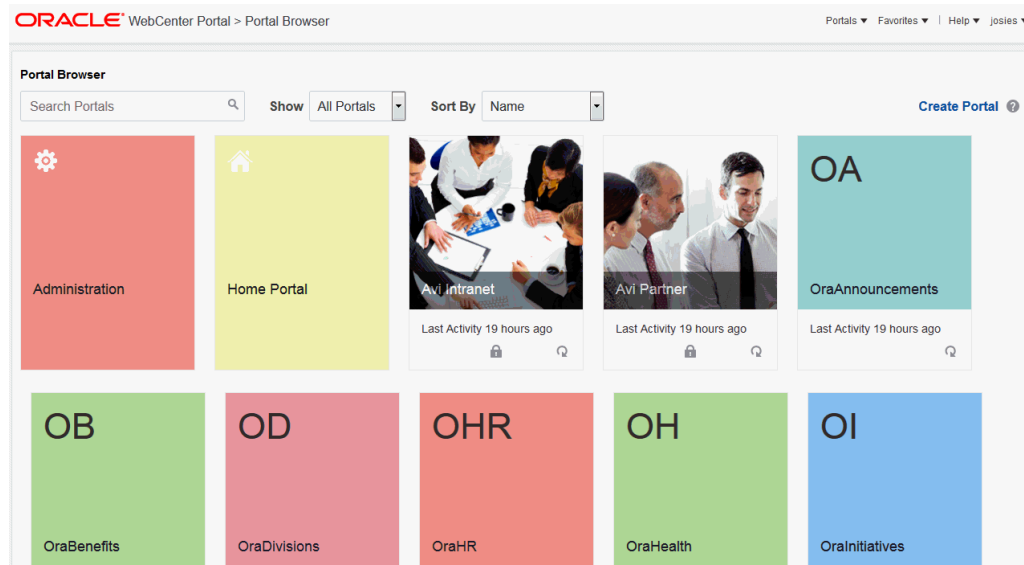 ORACLE WebCenter Portal > Portal Browser
Portals Favorites Help josies
Portal Browser
Search Portals Show All Portals Sort By Name Create Portal ?
Administration Home Portal Avi Intranet Avi Partner OA
OraAnnouncements
Last Activity 19 hours ago Last Activity 19 hours ago Last Activity 19 hours ago
OB OD OHR OH OI
OraBenefits OraDivisions OraHR OraHealth OraInitiatives